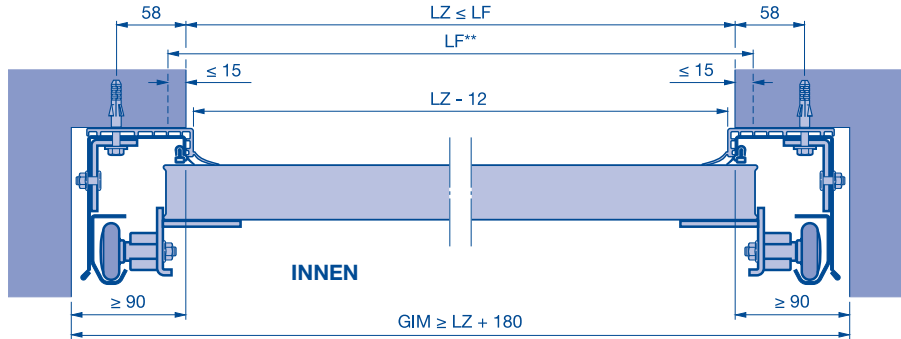 58
LZ ≤ LF
58
LF**
≤ 15
≤ 15
LZ - 12
INNEN
≥ 90
≥ 90
GIM ≥ LZ + 180